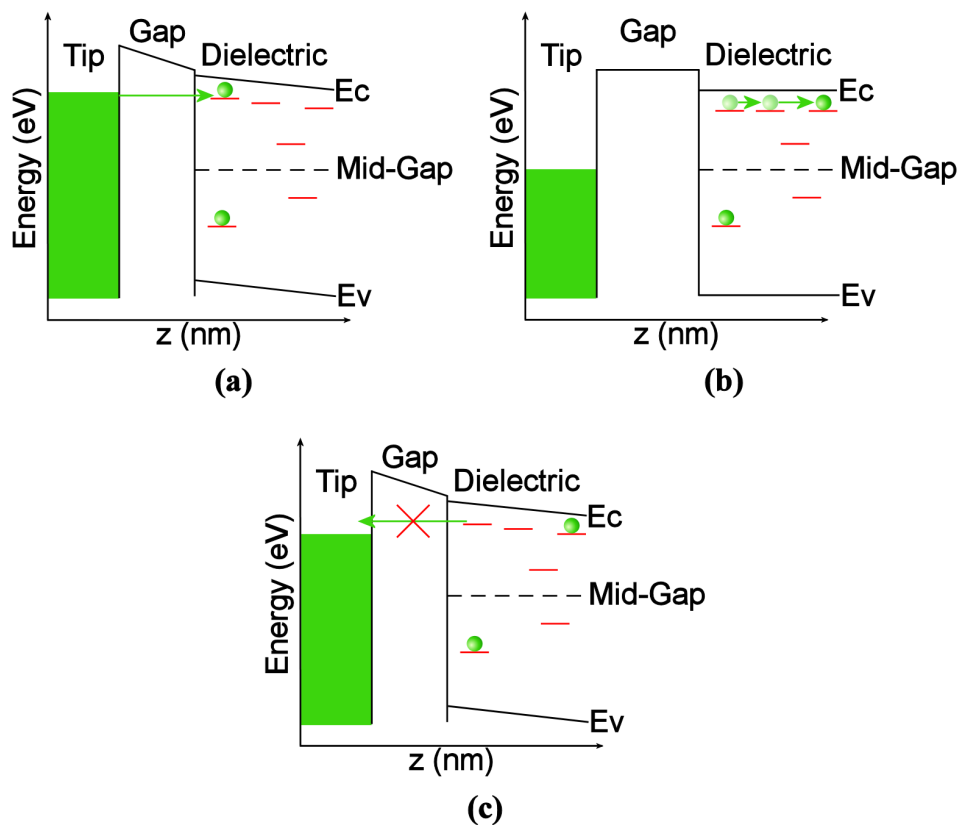 Gap
Tip
Dielectric
Ec
Mid-Gap
Ev
Energy (eV)
z (nm)
(a)
Gap
Tip
Dielectric
Ec
Mid-Gap
Ev
Energy (eV)
z (nm)
(b)
Gap
Tip
Dielectric
Ec
Mid-Gap
Ev
Energy (eV)
z (nm)
(c)